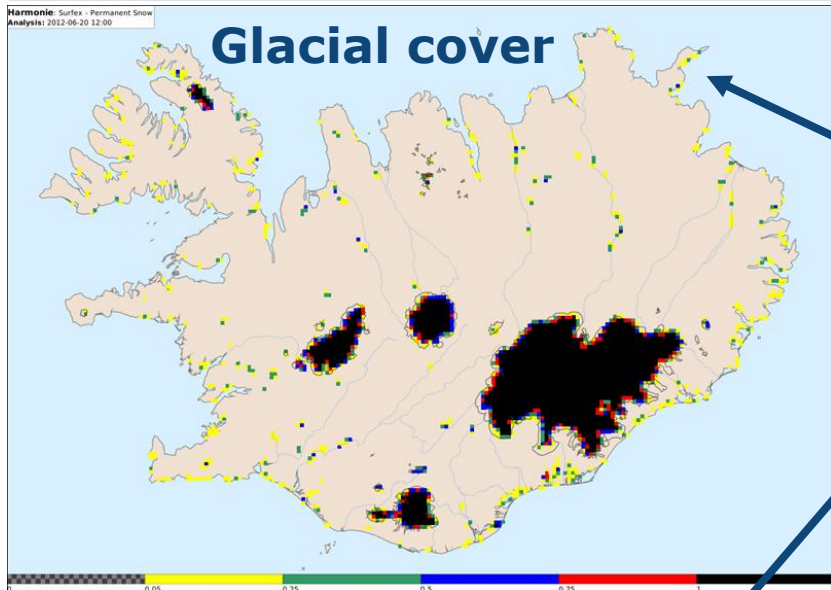 Harmonie: Surfex - Permanent Snow
Analysis: 2012-06-20 12:00
Glacial cover
0 0.05 0.25 0.5 0.75 1